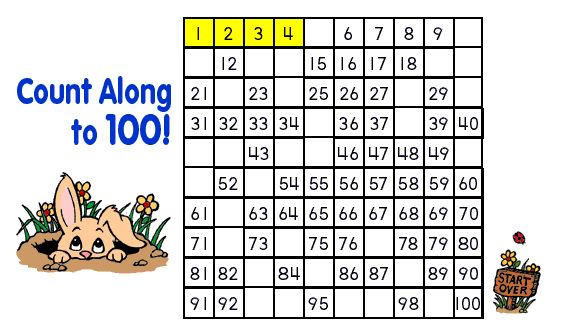 Count Along
to 100!
1 2 3 4 6 7 8 9
12 15 16 17 18
21 23 25 26 27 29
31 32 33 34 36 37 39 40
43 46 47 48 49
52 54 55 56 57 58 59 60
61 63 64 65 66 67 68 69 70
71 73 75 76 78 79 80
81 82 84 86 87 89 90
91 92 95 98 100
START
OVER